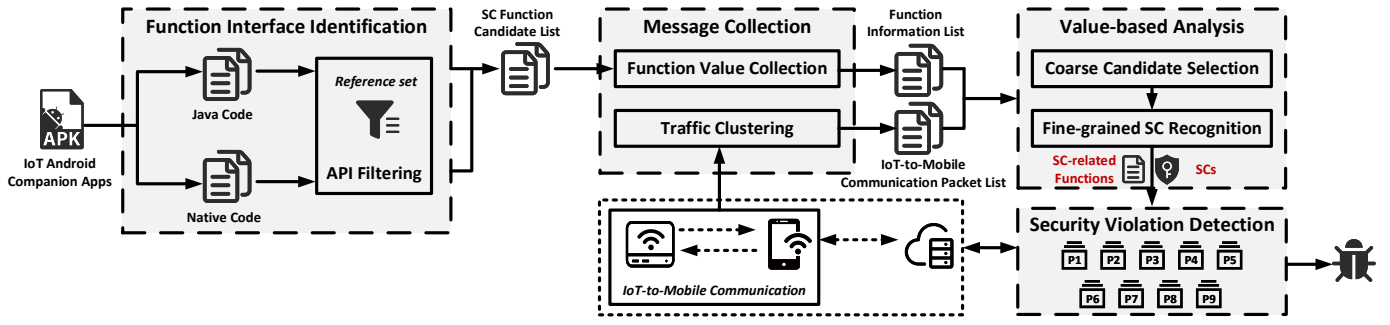 Function Interface Identification
Reference set
Java Code
API Filtering
Native Code
APK
IoT Android
Companion Apps
SC Function
Candidate List
Message Collection
Function Value Collection
Traffic Clustering
Function
Information List
IoT-to-Mobile
Communication Packet List
IoT-to-Mobile Communication
Value-based Analysis
Coarse Candidate Selection
Fine-grained SC Recognition
SC-related
Functions
SCs
Security Violation Detection
P1 P2 P3 P4 P5
P6 P7 P8 P9